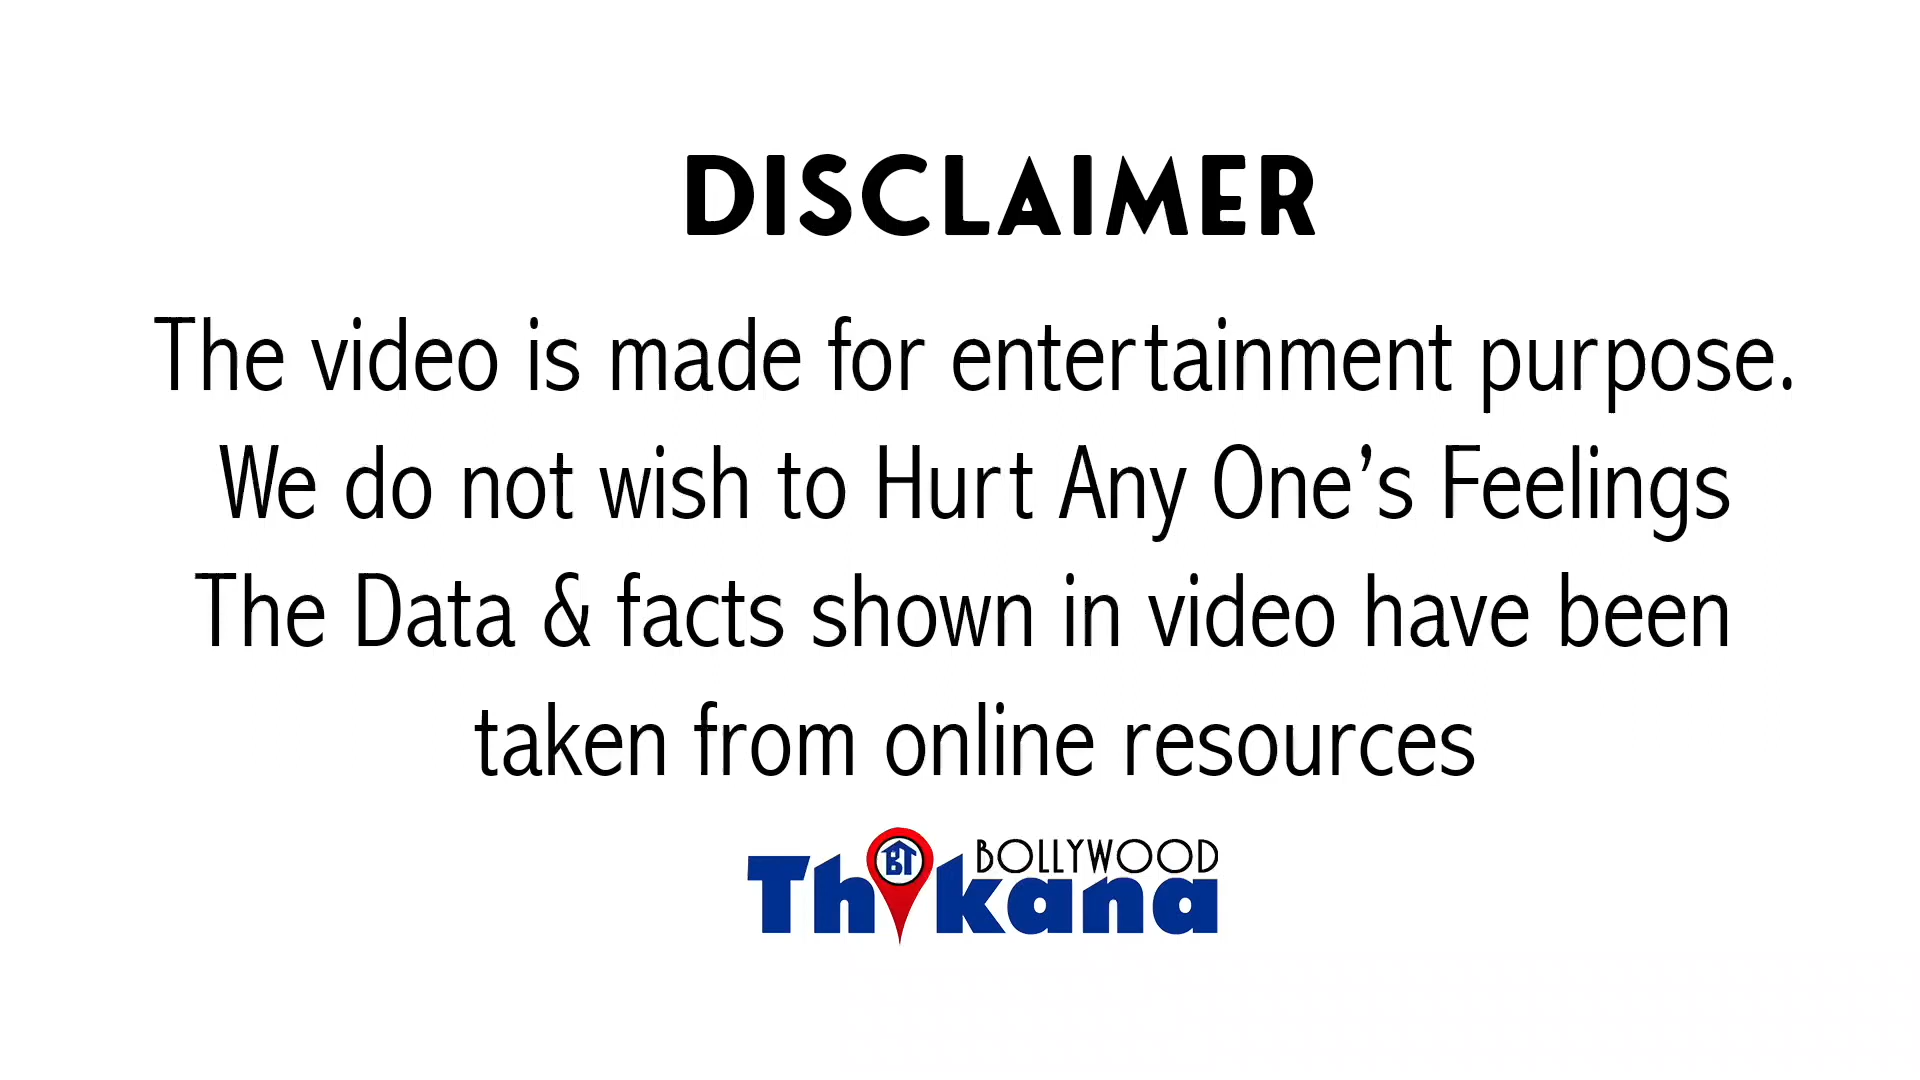 DISCLAIMER
The video is made for entertainment purpose.
We do not wish to Hurt Any One’s Feelings
The Data & facts shown in video have been
taken from online resources
BT
BOLLYWOOD
Thikana